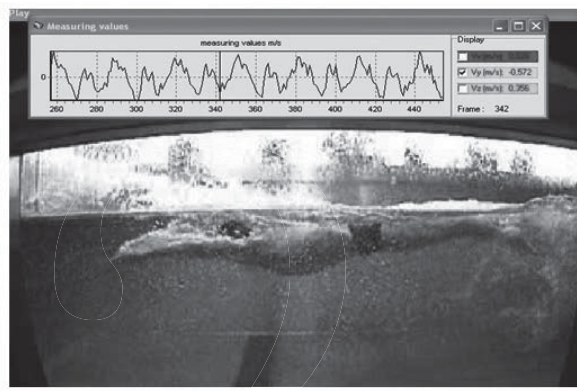 Play
Measuring values
measuring values m/s
0
260 280 300 320 340 360 380 400 420 440
Display
Vy (m/s) -0,572
Vz (m/s) 0,356
Frame : 342